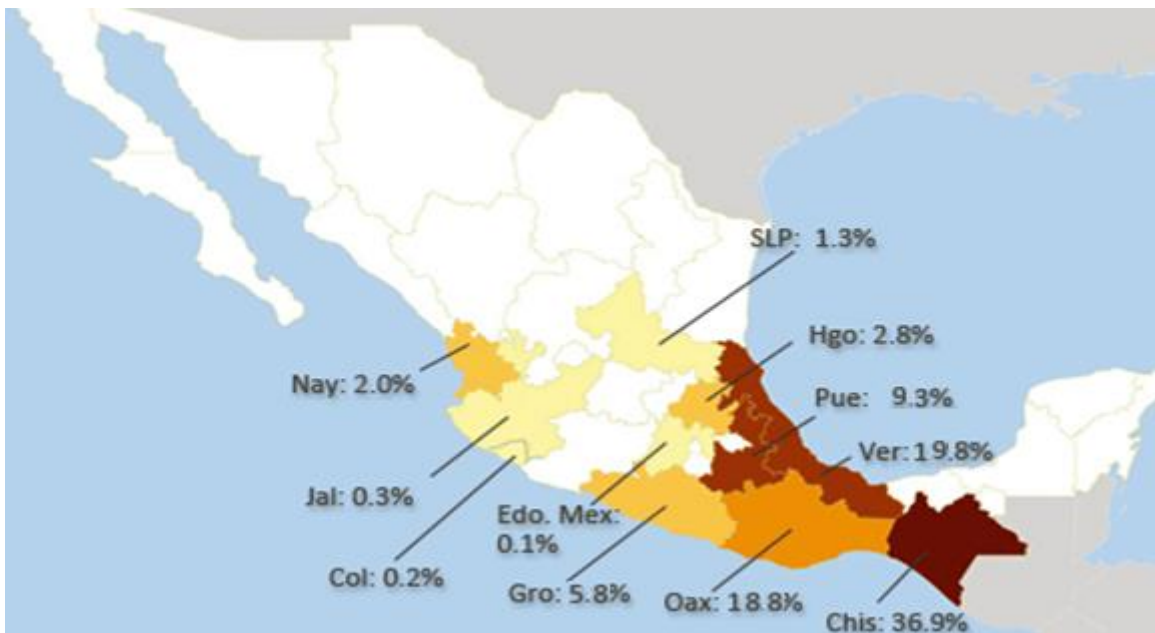 SLP: 1.3%
Hgo: 2.8%
Nay: 2.0%
Pue: 9.3%
Ver: 19.8%
Jal: 0.3%
Edo. Mex:
0.1%
Col: 0.2%
Gro: 5.8%
Oax: 18.8%
Chis: 36.9%